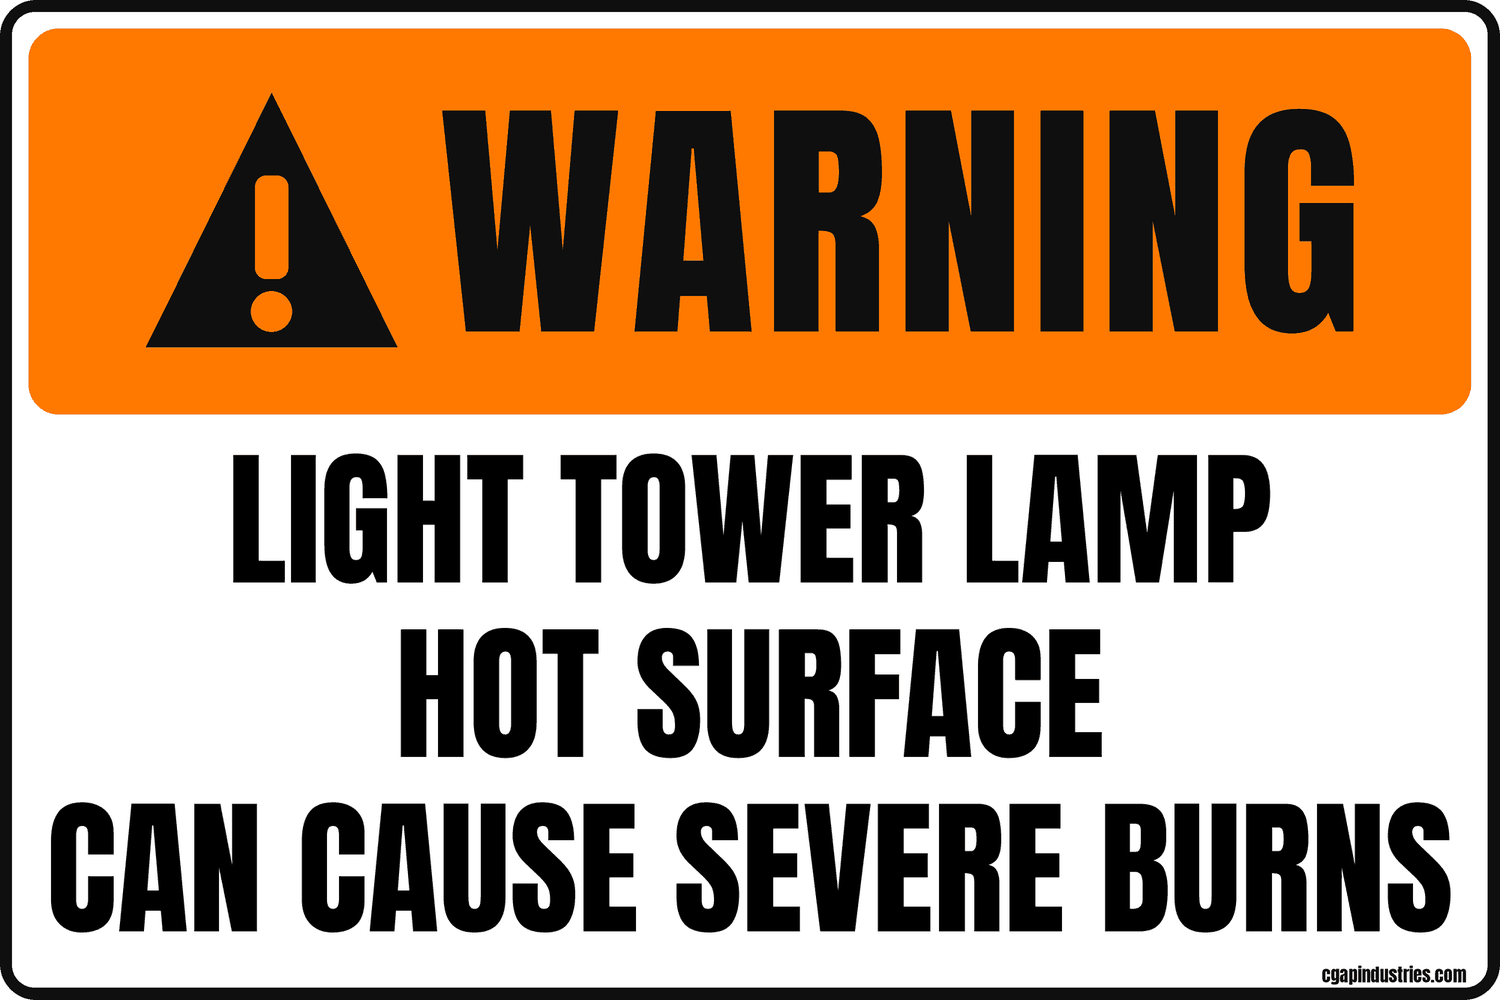 WARNING
LIGHT TOWER LAMP
HOT SURFACE
CAN CAUSE SEVERE BURNS
cgapindustries.com